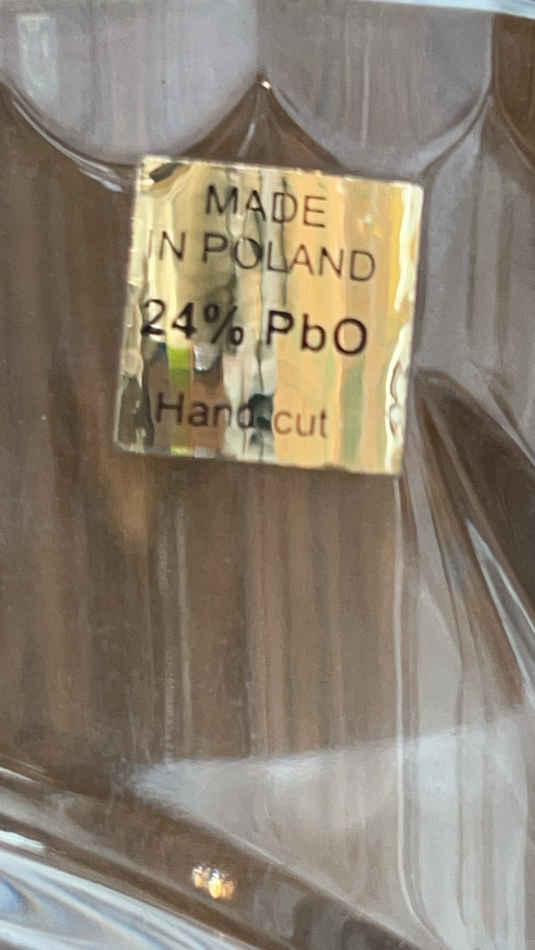 MADE
IN POLAND
24% PbO
Hand cut